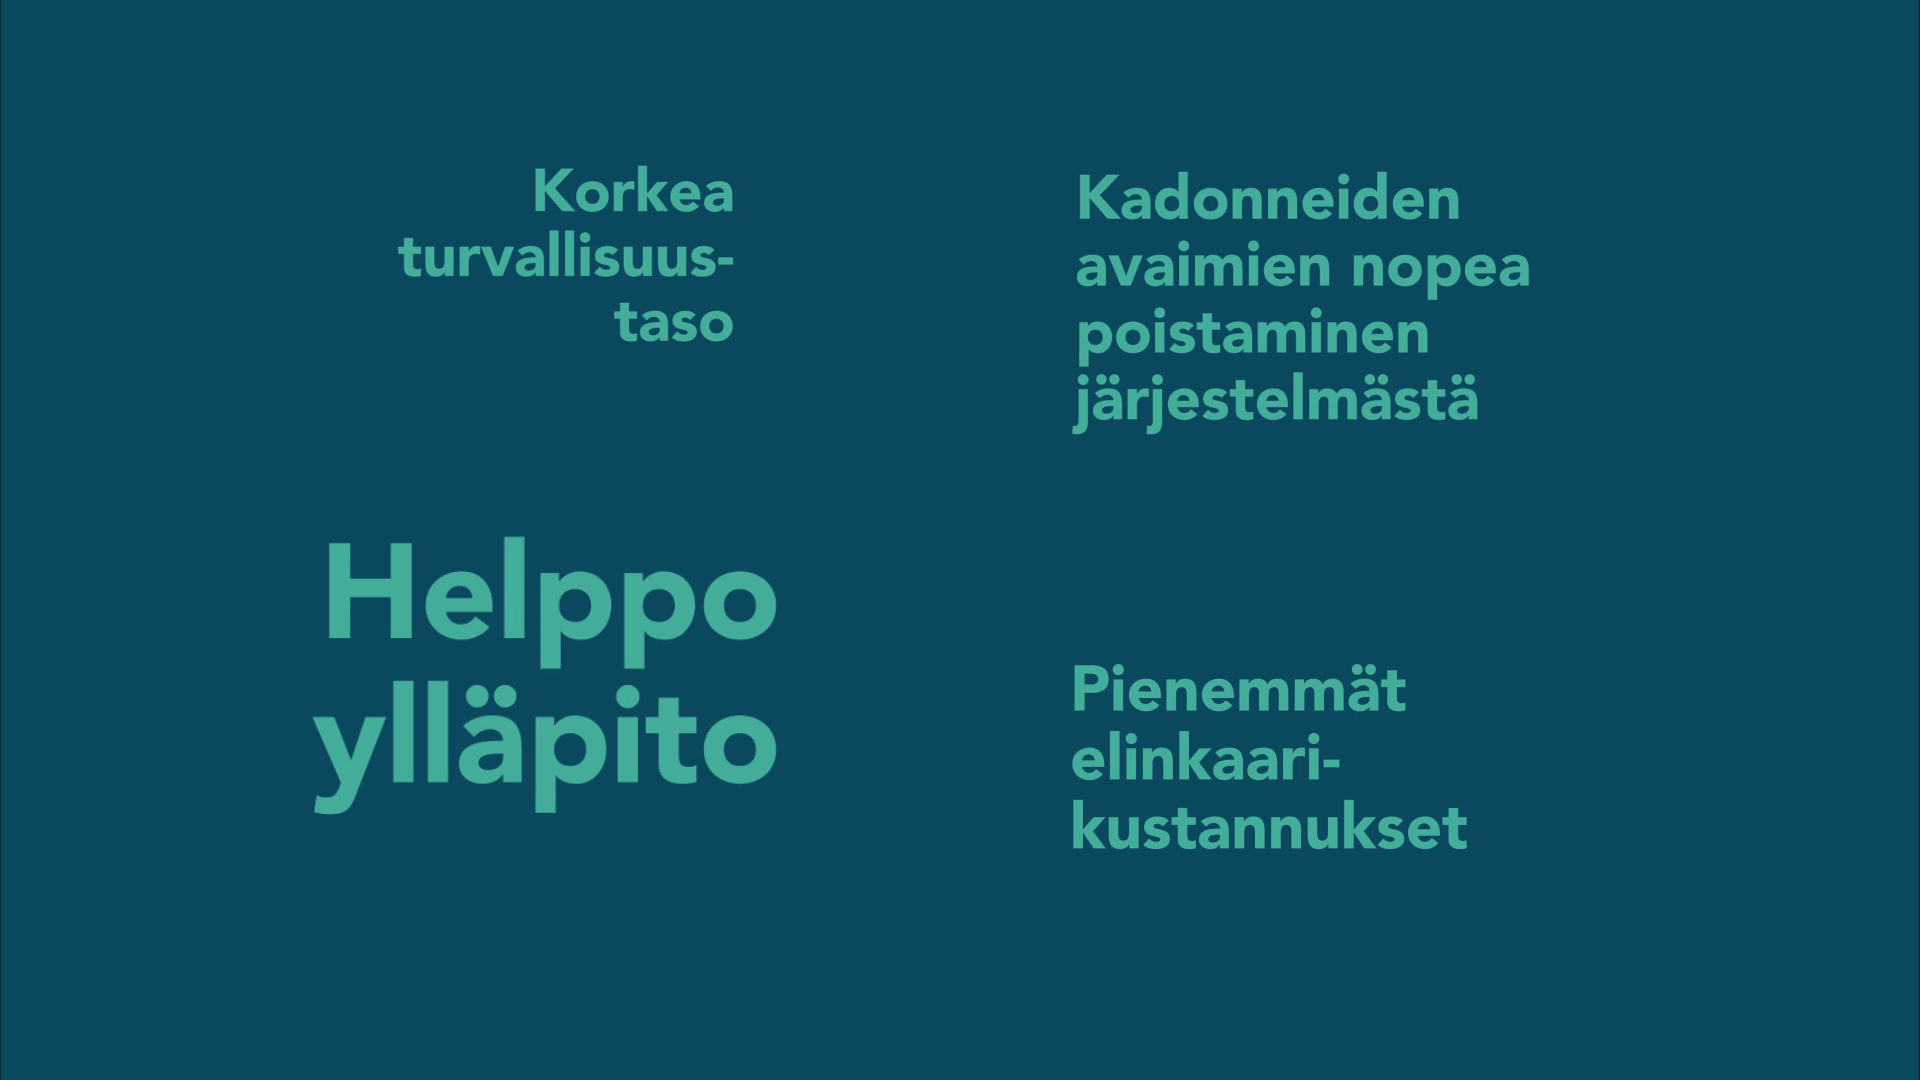 Korkea
turvallisuus-
taso
Kadonneiden
avaimien nopea
poistaminen
järjestelmästä
Helppo
ylläpito
Pienemmät
elinkaari-
kustannukset